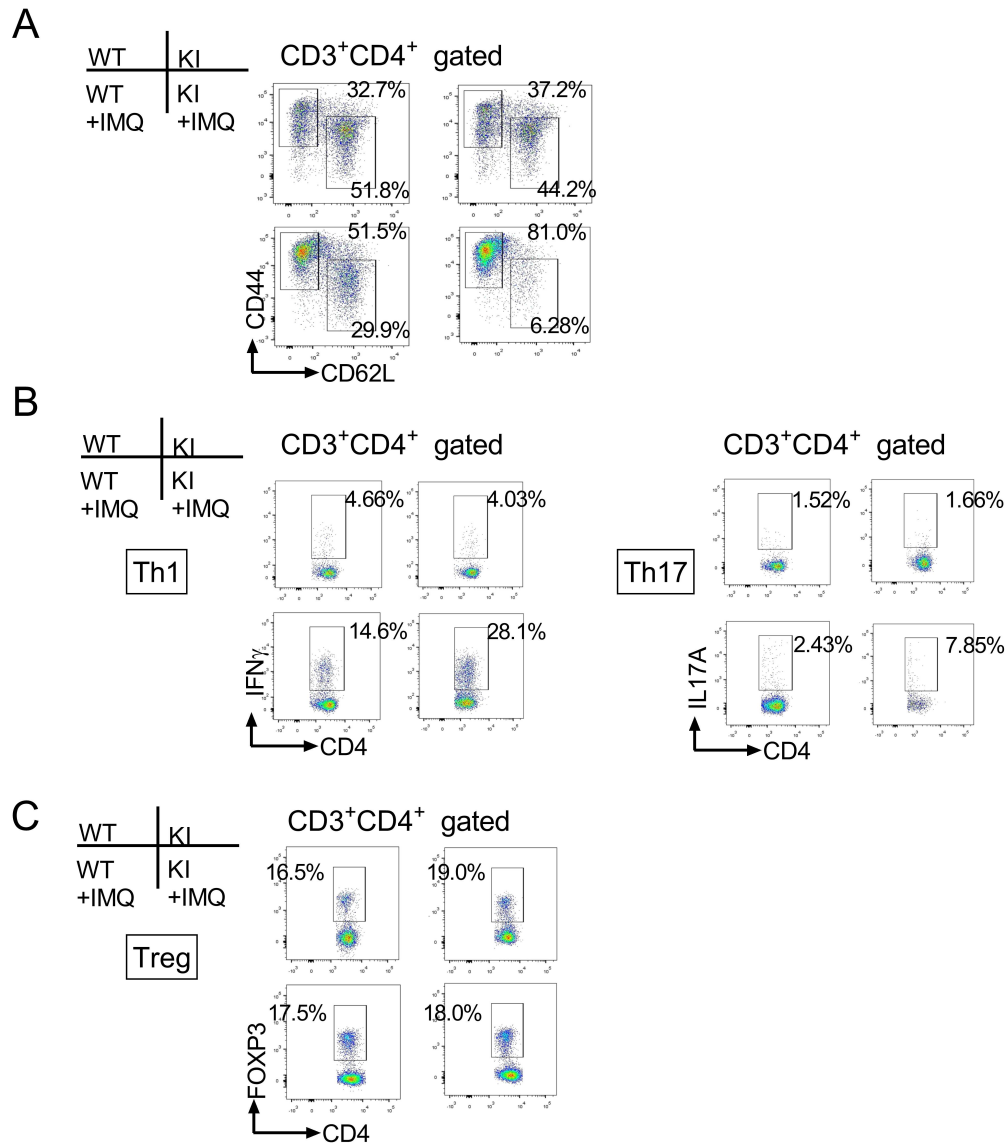 A
WT KI
WT KI
+IMQ +IMQ
CD3⁺CD4⁺ gated
32.7% 37.2%
51.8% 44.2%
51.5% 81.0%
29.9% 6.28%
CD44
CD62L
B
WT KI
WT KI
+IMQ +IMQ
Th1
CD3⁺CD4⁺ gated
4.66% 4.03%
14.6% 28.1%
IFNγ
CD4
Th17
CD3⁺CD4⁺ gated
1.52% 1.66%
2.43% 7.85%
IL17A
CD4
C
WT KI
WT KI
+IMQ +IMQ
Treg
CD3⁺CD4⁺ gated
16.5% 19.0%
17.5% 18.0%
FOXP3
CD4